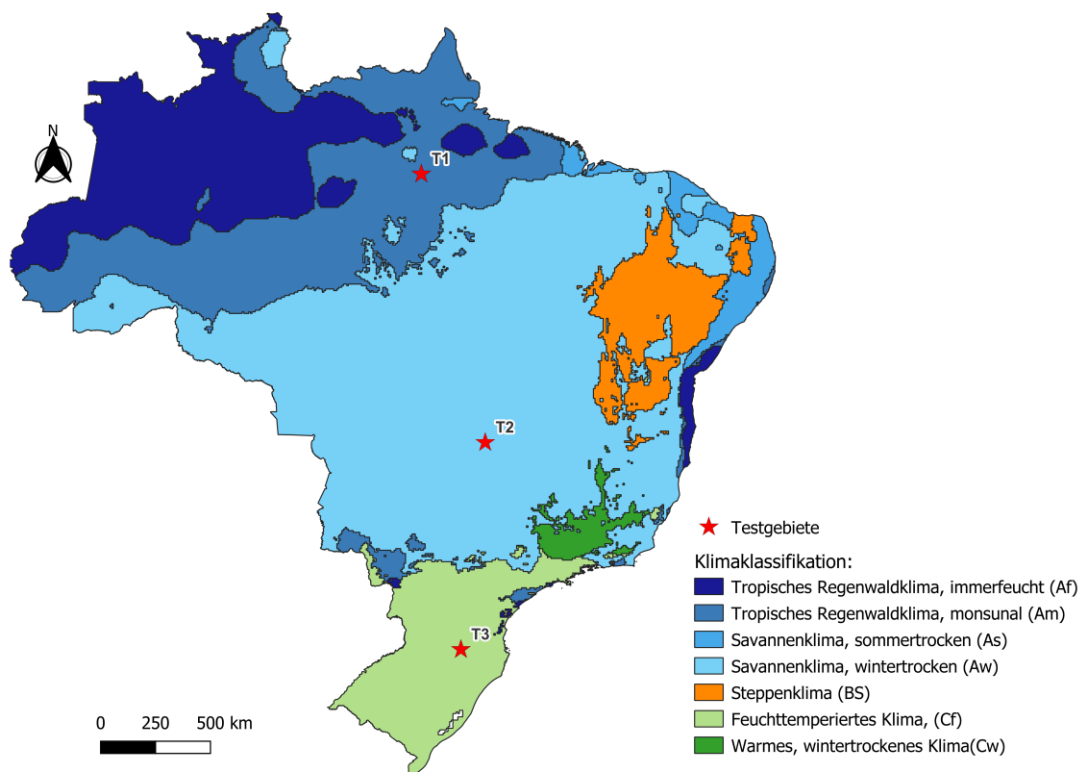 N
T1
T2
T3
Testgebiete
Klimaklassifikation:
Tropisches Regenwaldklima, immerfeucht (Af)
Tropisches Regenwaldklima, monsunal (Am)
Savannenklima, sommertrocken (As)
Savannenklima, wintertrocken (Aw)
Steppenklima (BS)
Feuchttemperiertes Klima, (Cf)
Warmes, wintertrockenes Klima(Cw)
0 250 500 km